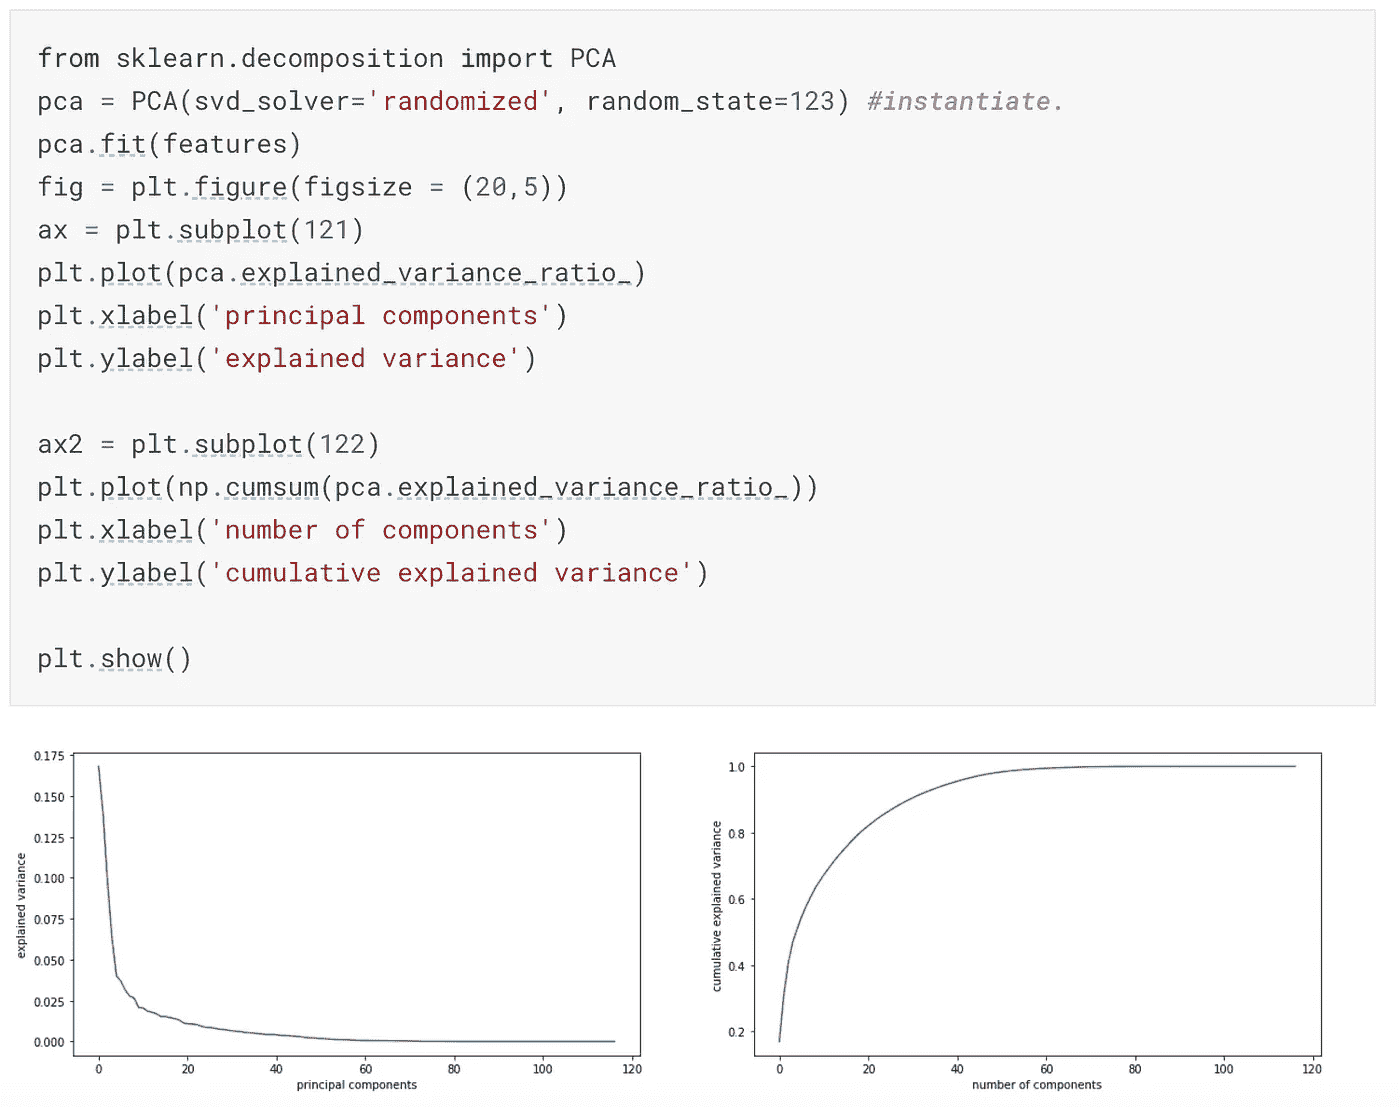 from sklearn.decomposition import PCA
pca = PCA(svd_solver='randomized', random_state=123) #instantiate.
pca.fit(features)
fig = plt.figure(figsize = (20,5))
ax = plt.subplot(121)
plt.plot(pca.explained_variance_ratio_)
plt.xlabel('principal components')
plt.ylabel('explained variance')
ax2 = plt.subplot(122)
plt.plot(np.cumsum(pca.explained_variance_ratio_))
plt.xlabel('number of components')
plt.ylabel('cumulative explained variance')
plt.show()
0.175
0.150
0.125
0.100
0.075
0.050
0.025
0.000
explained variance
0 20 40 60 80 100 120
principal components
1.0
0.8
0.6
0.4
0.2
cumulative explained variance
0 20 40 60 80 100 120
number of components